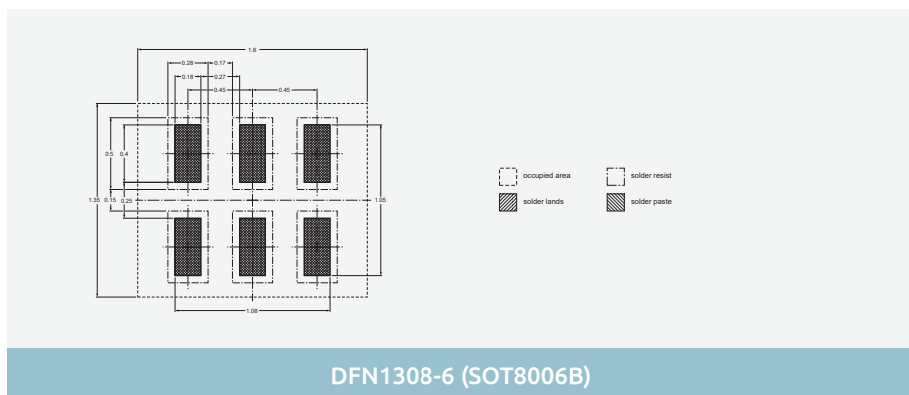 1.6
0.28 0.17
0.18 0.27
0.45 0.45
0.5 0.4
1.35 0.15 0.25 1.05
1.08
occupied area solder resist
solder lands solder paste
DFN1308-6 (SOT8006B)